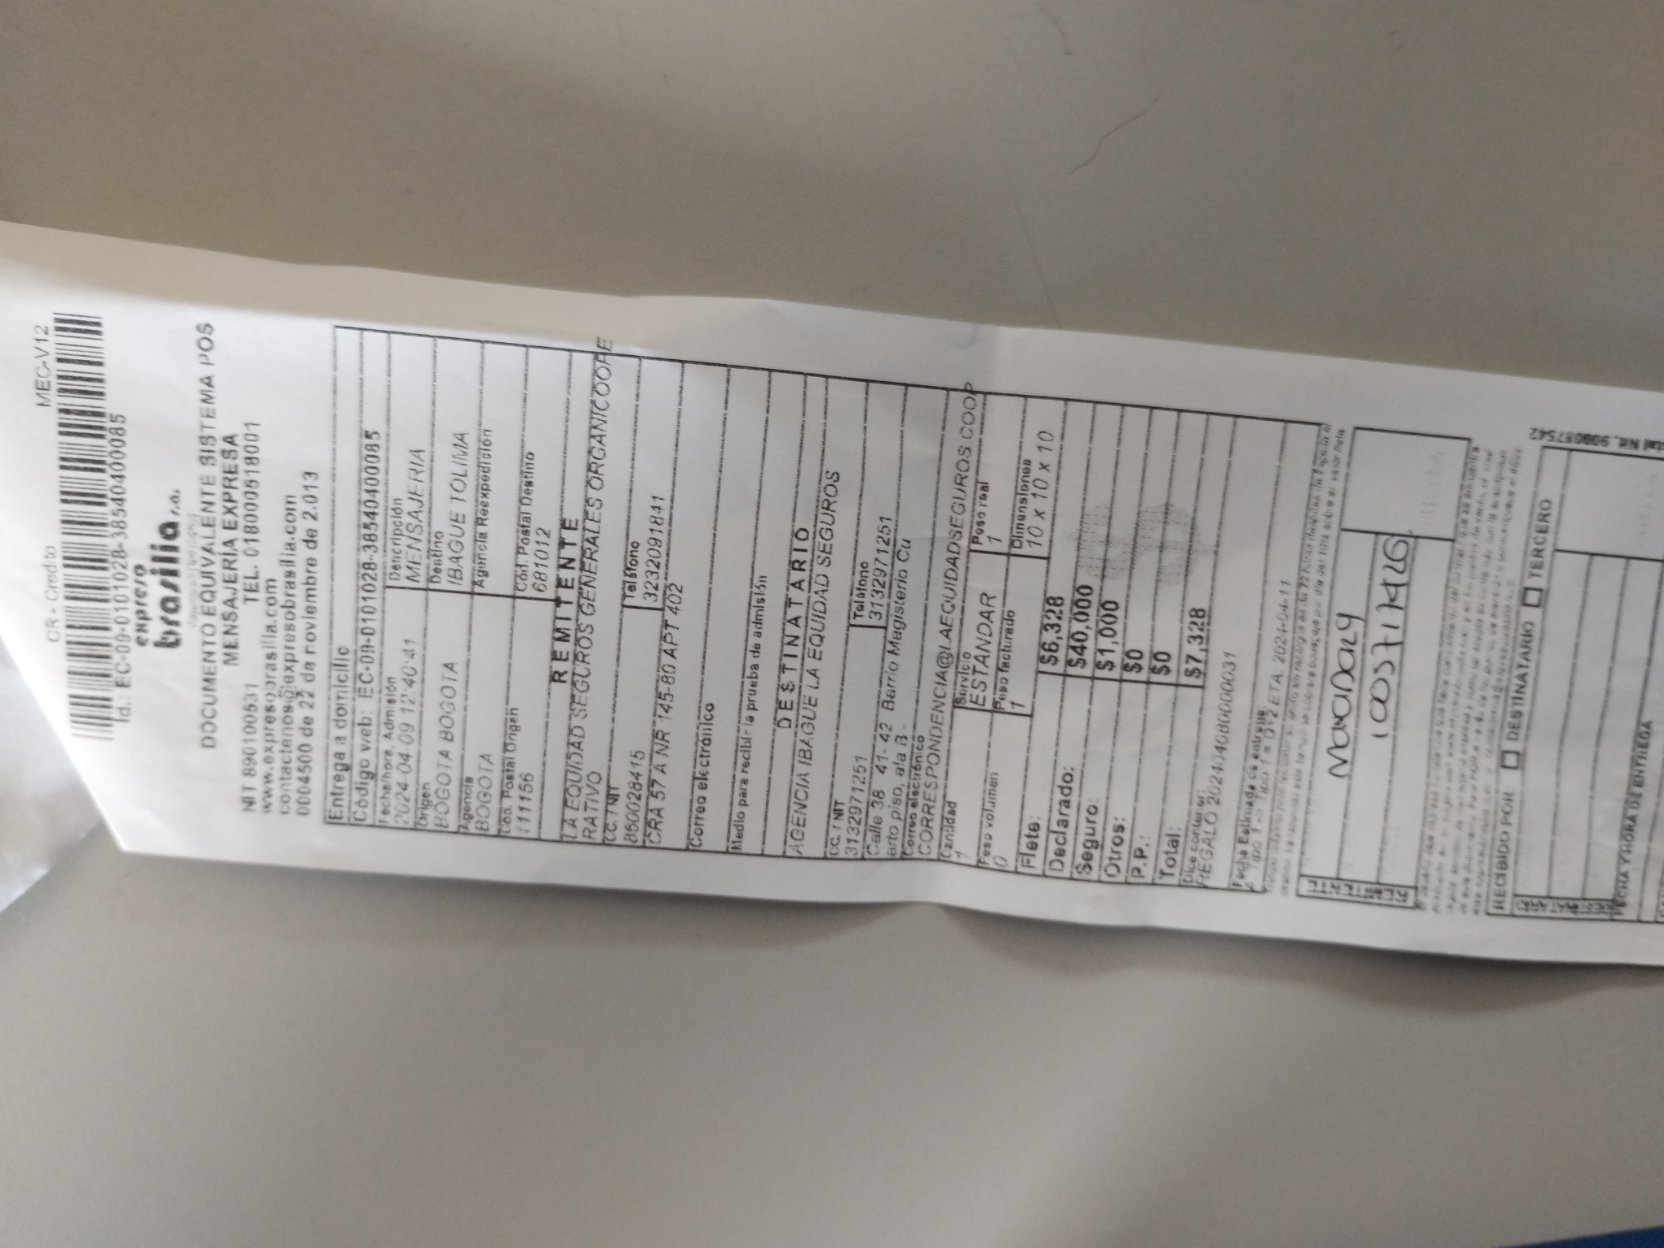 CR - Credito MEC-V12
Id.: EC-09-0101028-3854040085
expreso
brasilia s.a.
DOCUMENTO EQUIVALENTE SISTEMA POS
MENSAJERIA EXPRESA
NIT 890100531 TEL. 018000518001
www.expresobrasilia.com
contactenos@expresobrasilia.com
0004500 de 22 de noviembre de 2.013
Entrega a domicilio
Código web: EC-09-0101028-38540400085
Fecha/hora Admisión Descripción
2024-04-09 12:40:41 MENSAJERIA
Origen Destino
BOGOTA BOGOTA IBAGUE TOLIMA
Agencia Agencia Reexpedición
BOGOTA
Cód. Postal Origen Cód. Postal Destino
111156 681012
REMITENTE
LA EQUIDAD SEGUROS GENERALES ORGANICOOPE
RATIVO
CC. / NIT Teléfono
860028415 3232091841
CRA 57 A NR 145-80 APT 402
Correo electrónico
Medio para recibir la prueba de admisión
DESTINATARIO
AGENCIA IBAGUE LA EQUIDAD SEGUROS
CC. / NIT Teléfono
3132971251 3132971251
Calle 38 41- 42 Barrio Magisterio Cu
arto piso, ala B-
Correo electrónico
CORRESPONDENCIA@LAEQUIDADSEGUROS.COOP
Cantidad Servicio Peso real
1 ESTANDAR 1
Peso volumen Peso facturado Dimensiones
0 1 10 x 10 x 10
Flete: $6,328
Declarado: $40,000
Seguro: $1,000
Otros: $0
P.P.: $0
Total: $7,328
Dice contener:
REGALO 20240408000031
Fecha Estimada de entrega
ETA. 2024-04-11
REMITENTE
1003717426
RECIBIDO POR DESTINATARIO TERCERO
DESTINATARIO
FECHA Y HORA DE ENTREGA